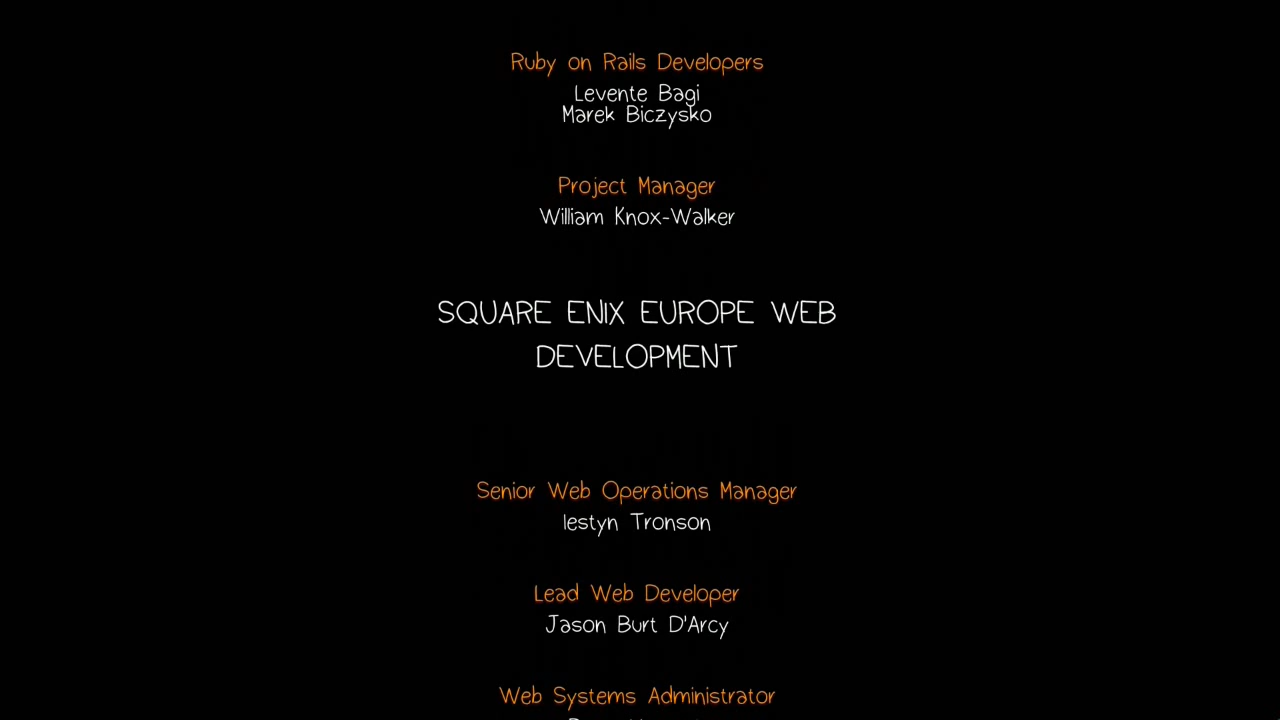 Ruby on Rails Developers
Levente Bagi
Marek Biczysko
Project Manager
William Knox-Walker
SQUARE ENIX EUROPE WEB
DEVELOPMENT
Senior Web Operations Manager
Iestyn Tronson
Lead Web Developer
Jason Burt D'Arcy
Web Systems Administrator